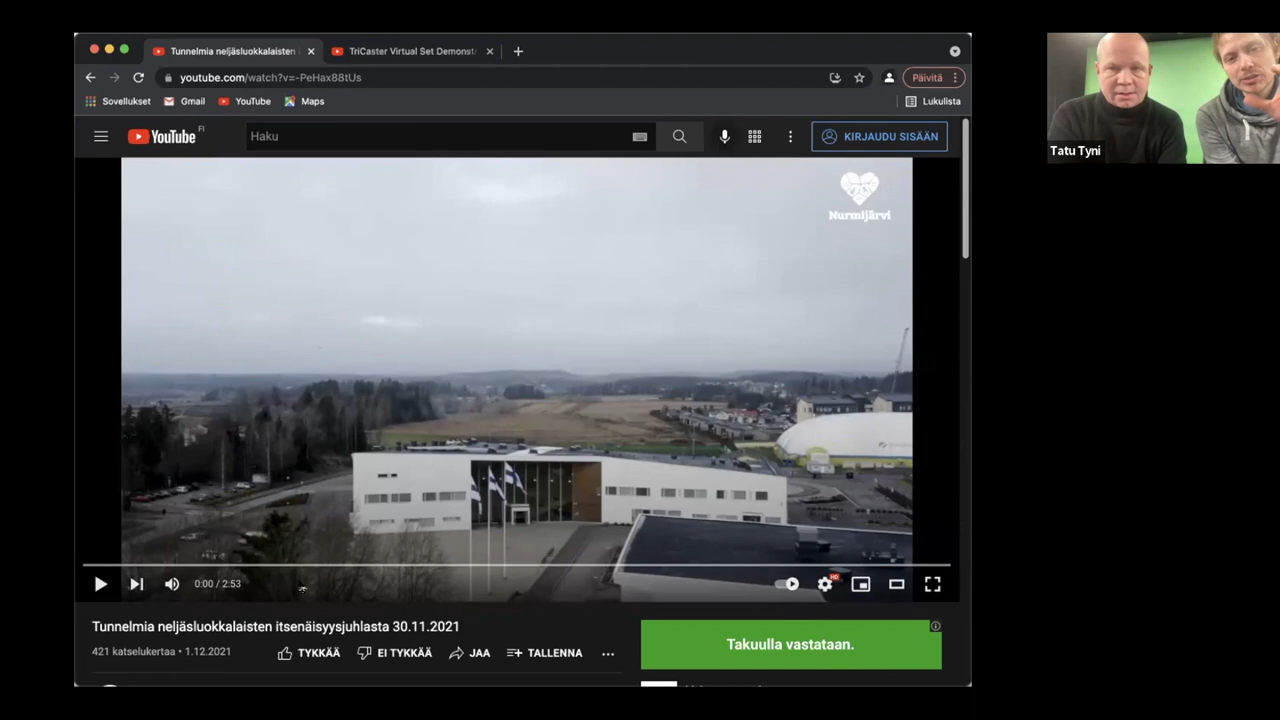 Tunnelmia neljäsluokkalaisten i
TriCaster Virtual Set Demonstr
youtube.com/watch?v=-PeHax88tUs
Päivitä
Sovellukset
Gmail
YouTube
Maps
Lukulista
YouTube FI
Haku
KIRJAUDU SISÄÄN
Nurmijärvi
Tatu Tyni
0:00 / 2:53
HD
Tunnelmia neljäsluokkalaisten itsenäisyysjuhlasta 30.11.2021
421 katselukertaa • 1.12.2021
TYKKÄÄ
EI TYKKÄÄ
JAA
TALLENNA
Takuulla vastataan.